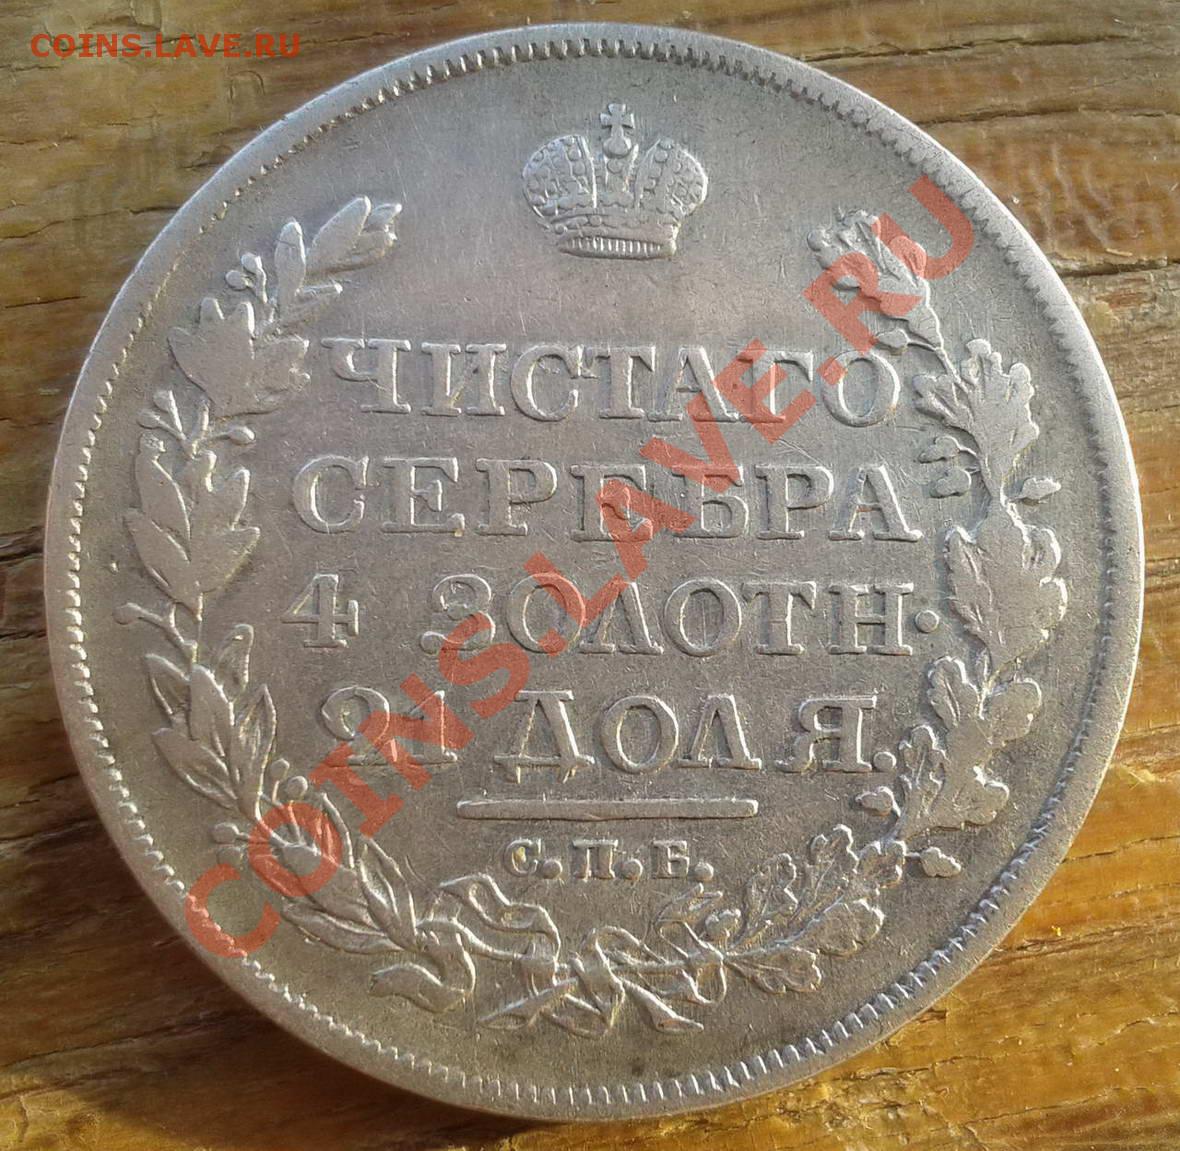 COINS.LAVE.RU
ЧИСТАГО
СЕРЕБРА
4 ЗОЛОТН.
21 ДОЛЯ.
С.П.Б.
COINS.LAVE.RU